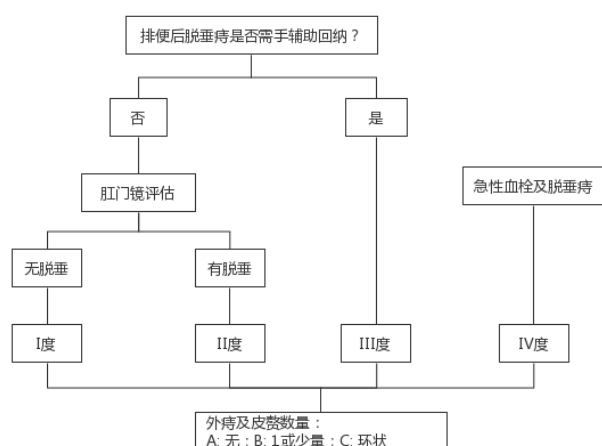 排便后脱垂痔是否需手辅助回纳？
否
是
肛门镜评估
急性血栓及脱垂痔
无脱垂
有脱垂
I度
II度
III度
IV度
外痔及皮赘数量：
A: 无；B: 1或少量；C: 环状